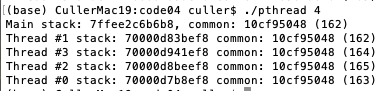 (base) CullerMac19:code04 culler$ ./pthread 4
Main stack: 7ffee2c6b6b8, common: 10cf95048 (162)
Thread #1 stack: 70000d83bef8 common: 10cf95048 (162)
Thread #3 stack: 70000d941ef8 common: 10cf95048 (164)
Thread #2 stack: 70000d8beef8 common: 10cf95048 (165)
Thread #0 stack: 70000d7b8ef8 common: 10cf95048 (163)